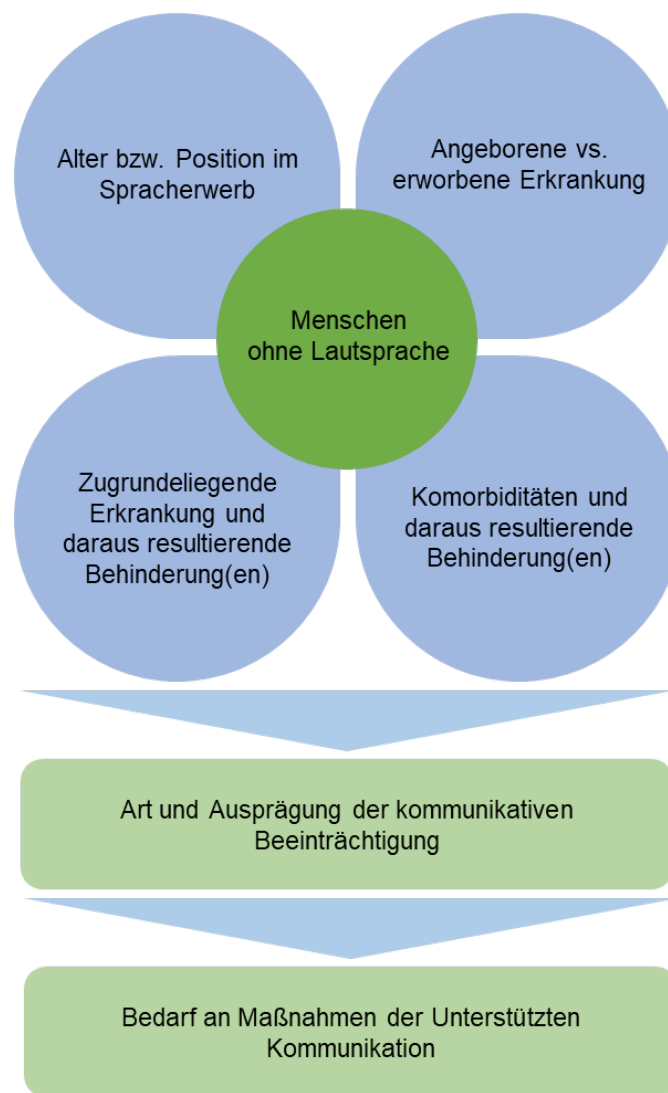 Alter bzw. Position im
Spracherwerb
Angeborene vs.
erworbene Erkrankung
Menschen
ohne Lautsprache
Zugrundeliegende
Erkrankung und
daraus resultierende
Behinderung(en)
Komorbiditäten und
daraus resultierende
Behinderung(en)
Art und Ausprägung der kommunikativen
Beeinträchtigung
Bedarf an Maßnahmen der Unterstützten
Kommunikation